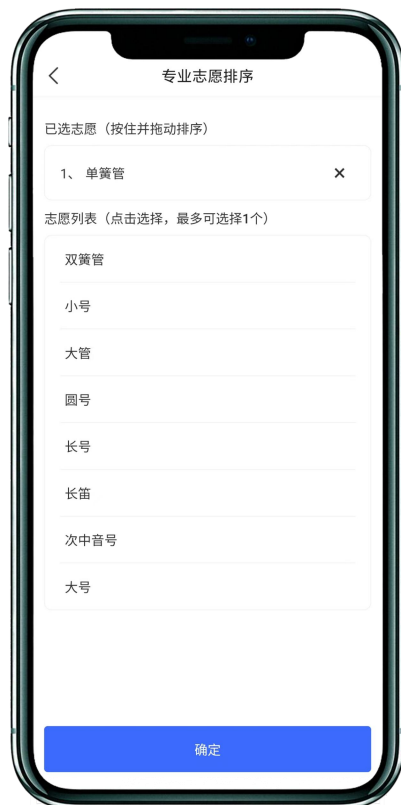 专业志愿排序
已选志愿（按住并拖动排序）
1、 单簧管
志愿列表（点击选择，最多可选择1个）
双簧管
小号
大管
圆号
长号
长笛
次中音号
大号
确定